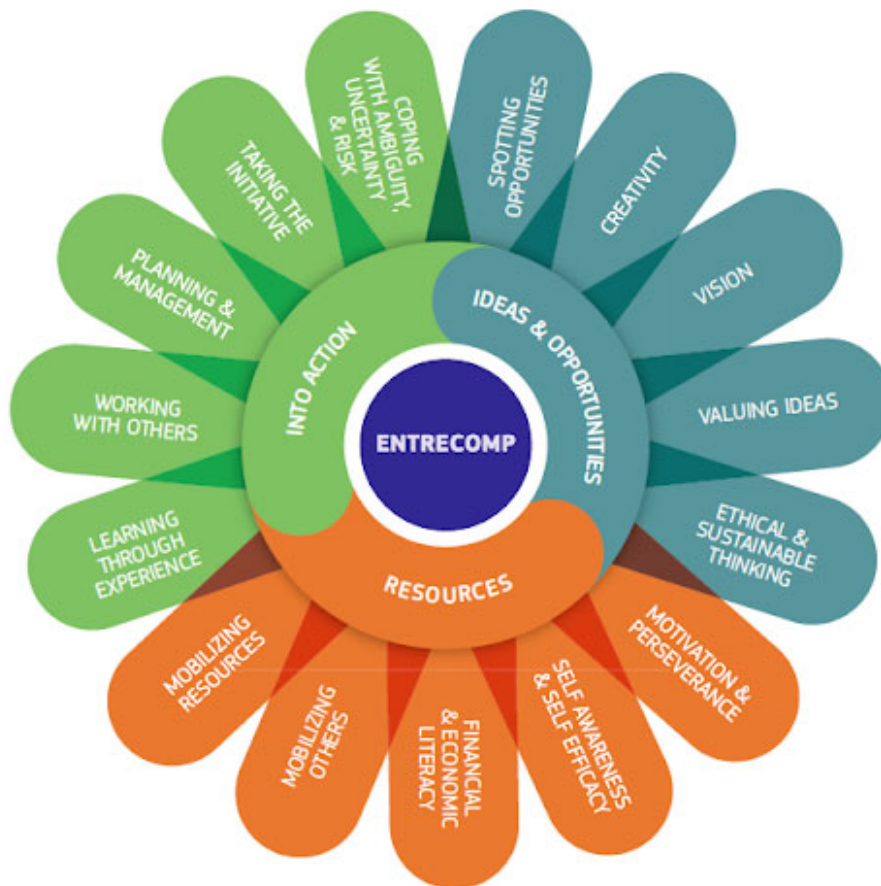 ENTRECOMP
IDEAS & OPPORTUNITIES
SPOTTING
OPPORTUNITIES
CREATIVITY
VISION
VALUING IDEAS
ETHICAL &
SUSTAINABLE
THINKING
RESOURCES
MOTIVATION &
PERSEVERANCE
SELF AWARENESS
& SELF EFFICACY
FINANCIAL
& ECONOMIC
LITERACY
MOBILIZING
OTHERS
MOBILIZING
RESOURCES
INTO ACTION
LEARNING
THROUGH
EXPERIENCE
WORKING
WITH OTHERS
PLANNING &
MANAGEMENT
TAKING THE
INITIATIVE
COPING
WITH AMBIGUITY,
UNCERTAINTY
& RISK